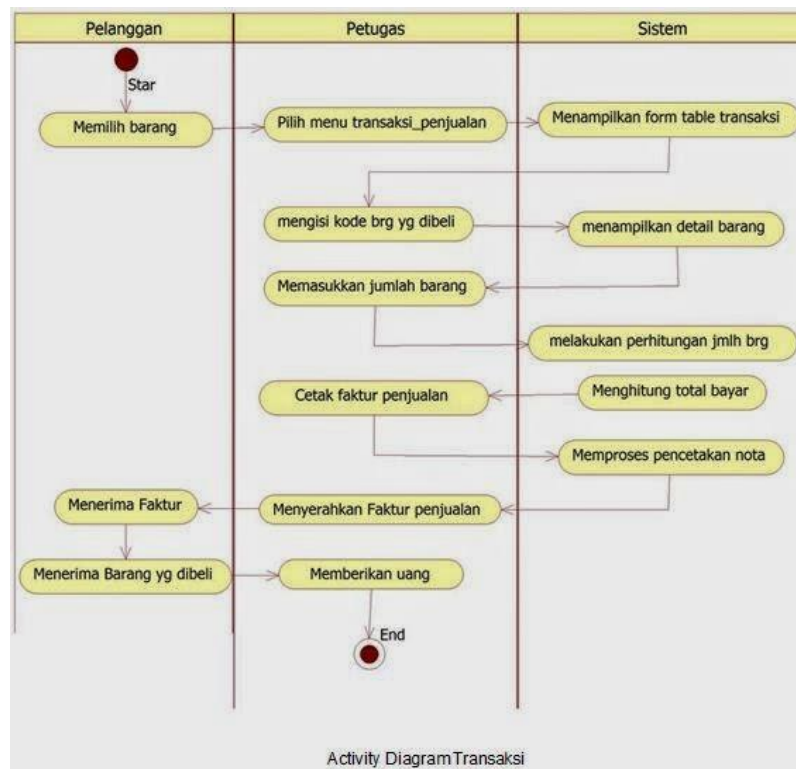 Pelanggan
Petugas
Sistem
Star
Memilih barang
Pilih menu transaksi_penjualan
Menampilkan form table transaksi
mengisi kode brg yg dibeli
menampilkan detail barang
Memasukkan jumlah barang
melakukan perhitungan jmlh brg
Cetak faktur penjualan
Menghitung total bayar
Memproses pencetakan nota
Menerima Faktur
Menyerahkan Faktur penjualan
Menerima Barang yg dibeli
Memberikan uang
End
Activity Diagram Transaksi